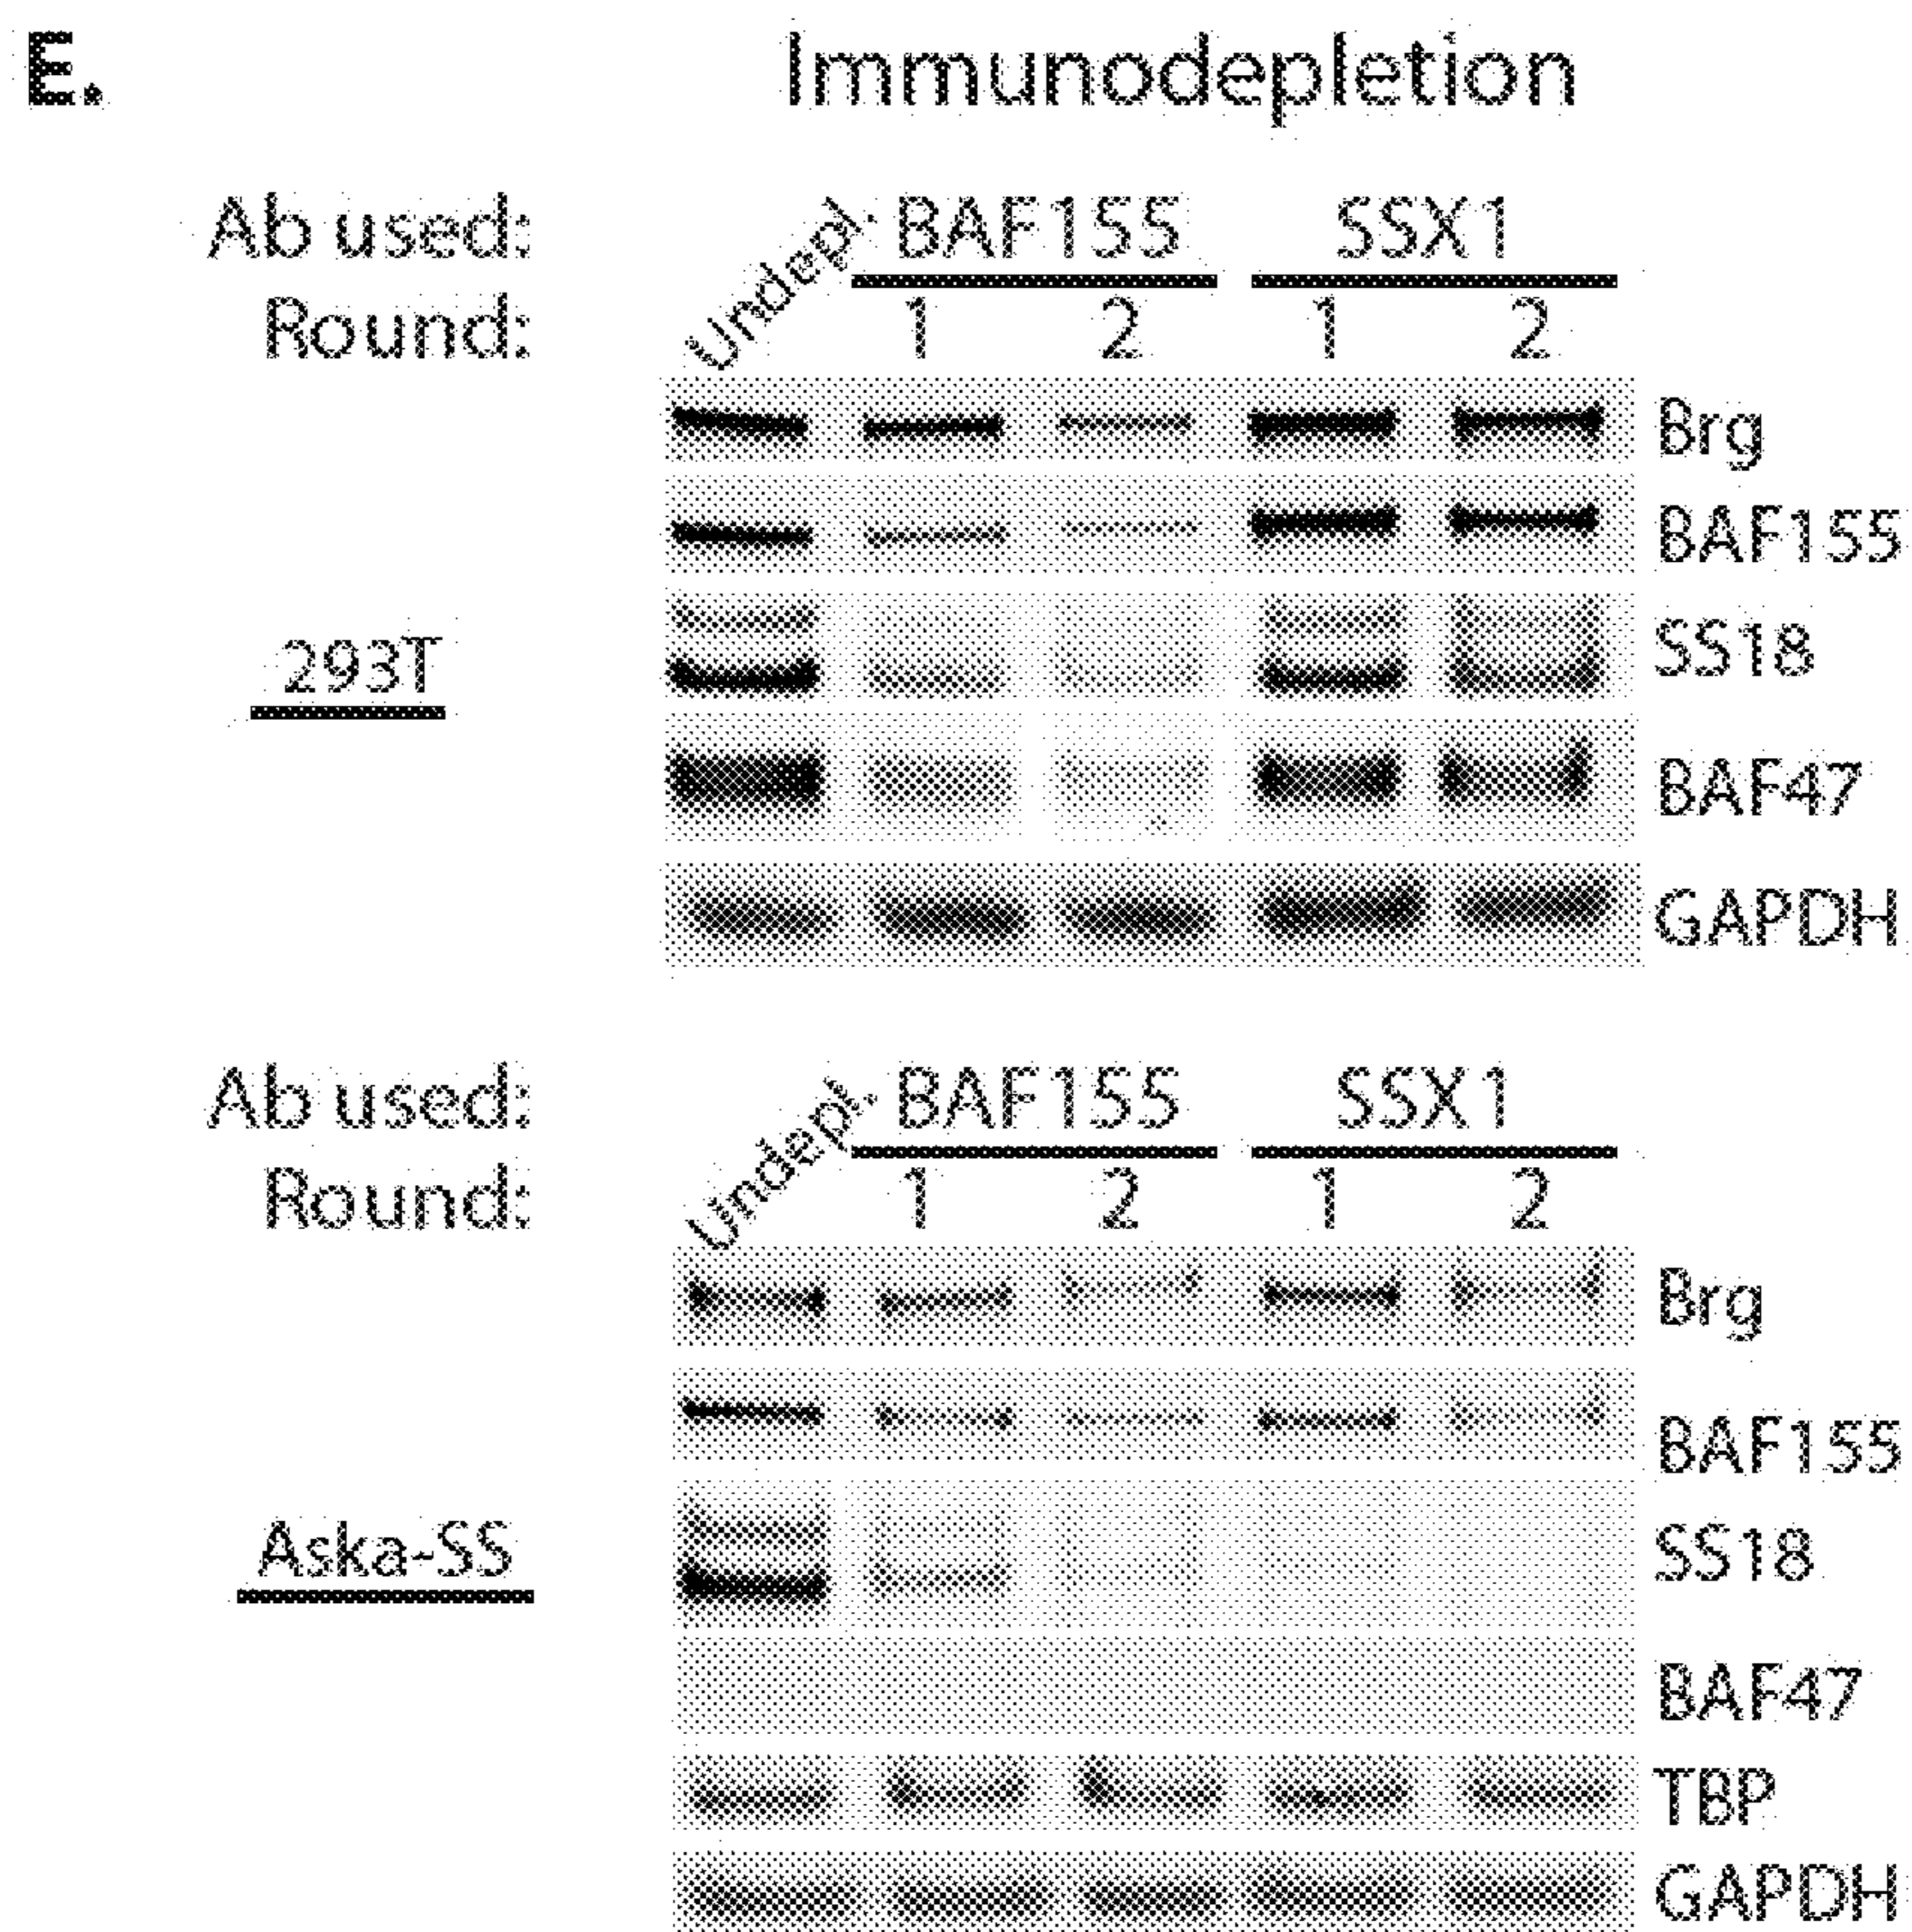 E. Immunodepletion
Ab used: Undepl. BAF155 SSX1
Round: 1 2 1 2
Brg
BAF155
SS18
293T
BAF47
GAPDH
Ab used: Undepl. BAF155 SSX1
Round: 1 2 1 2
Brg
BAF155
SS18
Aska-SS
BAF47
TBP
GAPDH